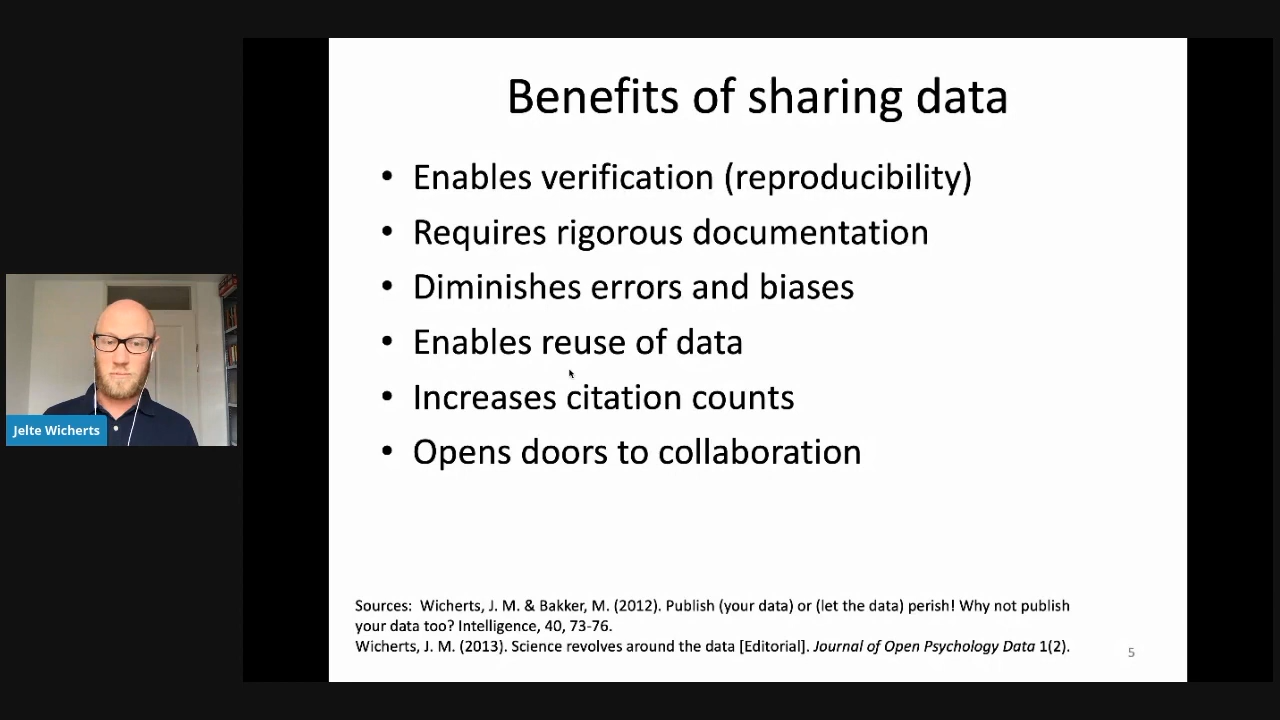 Benefits of sharing data
• Enables verification (reproducibility)
• Requires rigorous documentation
• Diminishes errors and biases
• Enables reuse of data
• Increases citation counts
• Opens doors to collaboration
Jelte Wicherts
Sources: Wicherts, J. M. & Bakker, M. (2012). Publish (your data) or (let the data) perish! Why not publish
your data too? Intelligence, 40, 73-76.
Wicherts, J. M. (2013). Science revolves around the data [Editorial]. Journal of Open Psychology Data 1(2).
5